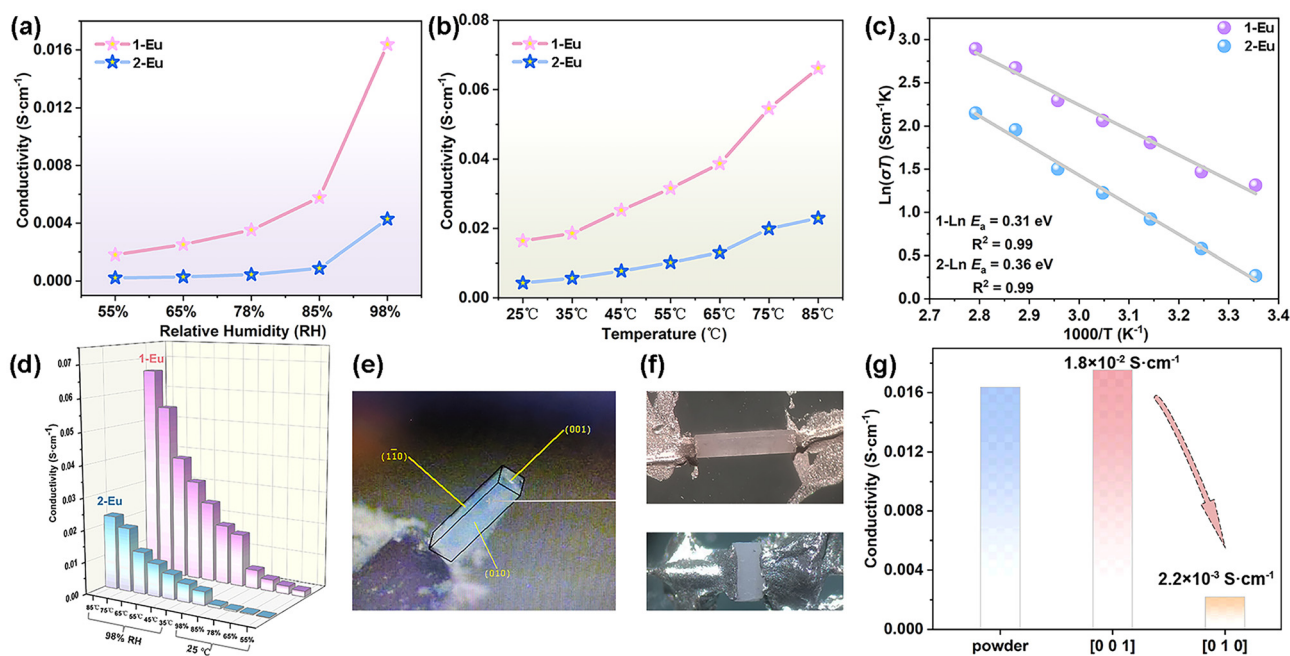 (a)
1-Eu
2-Eu
Conductivity (S·cm⁻¹)
0.016
0.012
0.008
0.004
0.000
55% 65% 78% 85% 98%
Relative Humidity (RH)
(b)
1-Eu
2-Eu
Conductivity (S·cm⁻¹)
0.08
0.06
0.04
0.02
0.00
25℃ 35℃ 45℃ 55℃ 65℃ 75℃ 85℃
Temperature (℃)
(c)
1-Eu
2-Eu
Ln(σT) (Scm⁻¹K)
3.0
2.5
2.0
1.5
1.0
0.5
0.0
1-Ln Eₐ = 0.31 eV
R² = 0.99
2-Ln Eₐ = 0.36 eV
R² = 0.99
2.7 2.8 2.9 3.0 3.1 3.2 3.3 3.4
1000/T (K⁻¹)
(d)
1-Eu
2-Eu
Conductivity (S·cm⁻¹)
0.07
0.06
0.05
0.04
0.03
0.02
0.01
0.00
85℃ 75℃ 65℃ 55℃ 45℃ 35℃ 98% 85% 78% 65% 55%
98% RH
25 ℃
(e)
(001)
(1-10)
(010)
(f)
(g)
Conductivity (S·cm⁻¹)
0.016
0.012
0.008
0.004
0.000
1.8×10⁻² S·cm⁻¹
2.2×10⁻³ S·cm⁻¹
powder [0 0 1] [0 1 0]